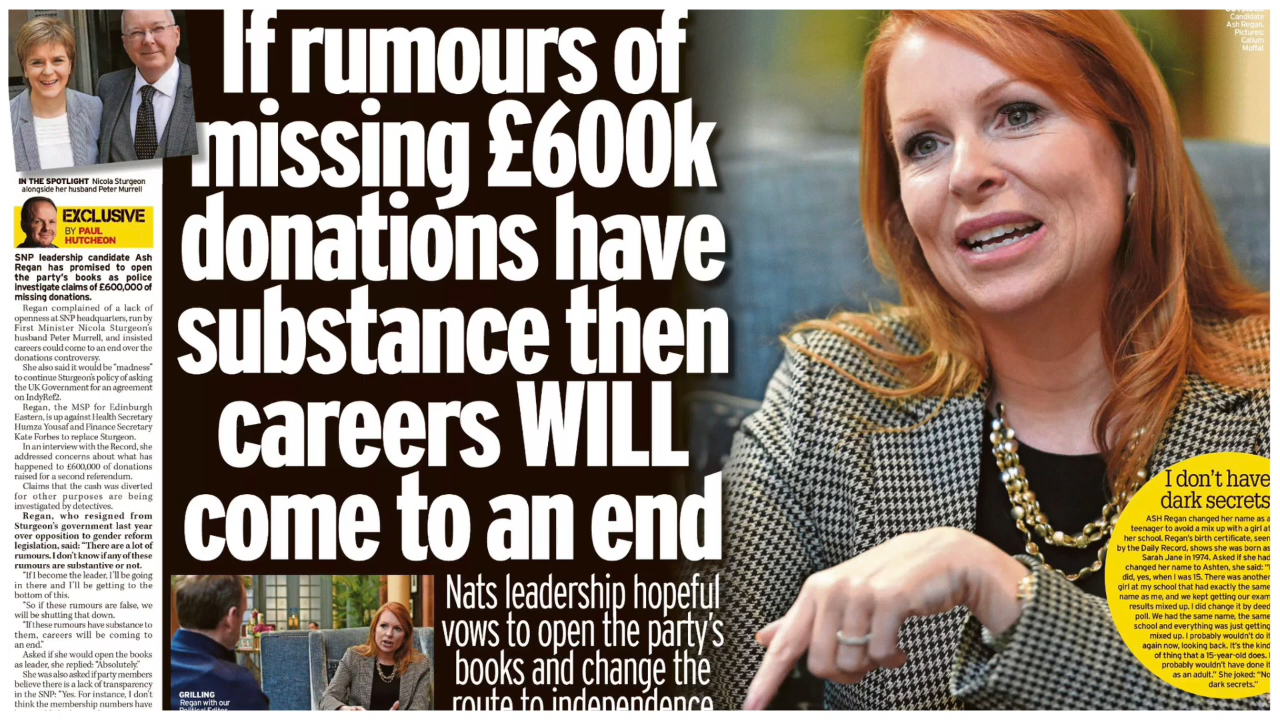 IN THE SPOTLIGHT Nicola Sturgeon
alongside her husband Peter Murrell
EXCLUSIVE
BY PAUL
HUTCHEON
SNP leadership candidate Ash
Regan has promised to open
the party's books as police
investigate claims of £600,000 of
missing donations.
Regan complained of a lack of
openness at SNP headquarters, run by
First Minister Nicola Sturgeon's
husband Peter Murrell, and insisted
careers could come to an end over the
donations controversy.
She also said it would be "madness"
to continue Sturgeon's policy of asking
the UK Government for an agreement
on IndyRef2.
Regan, the MSP for Edinburgh
Eastern, is up against Health Secretary
Humza Yousaf and Finance Secretary
Kate Forbes to replace Sturgeon.
In an interview with the Record, she
addressed concerns about what has
happened to £600,000 of donations
raised for a second referendum.
Claims that the cash was diverted
for other purposes are being
investigated by detectives.
Regan, who resigned from
Sturgeon's government last year
over opposition to gender reform
legislation, said: "There are a lot of
rumours. I don't know if any of these
rumours are substantive or not.
"If I become the leader, I'll be going
in there and I'll be getting to the
bottom of this.
"So if these rumours are false, we
will be shutting that down.
"If these rumours have substance to
them, careers will be coming to
an end."
Asked if she would open the books
as leader, she replied: "Absolutely."
She was also asked if party members
believe there is a lack of transparency
in the SNP: "Yes. For instance, I don't
think the membership numbers have
If rumours of
missing £600k
donations have
substance then
careers WILL
come to an end
GRILLING
Regan with our
Political Editor
Nats leadership hopeful
vows to open the party's
books and change the
route to independence
Candidate
Ash Regan.
Pictures:
Callum
Moffat
I don't have
dark secrets
ASH Regan changed her name as a
teenager to avoid a mix up with a girl at
her school. Regan's birth certificate, seen
by the Daily Record, shows she was born as
Sarah Jane in 1974. Asked if she had
changed her name to Ashten, she said: "I
did, yes, when I was 15. There was another
girl at my school that had exactly the same
name as me, and we kept getting our exam
results mixed up. I did change it by deed
poll. We had the same name, the same
school and everything was just getting
mixed up. I probably wouldn't do it
again now, looking back. It's the kind
of thing that a 15-year-old does. I
probably wouldn't have done it
as an adult." She joked: "No
dark secrets."